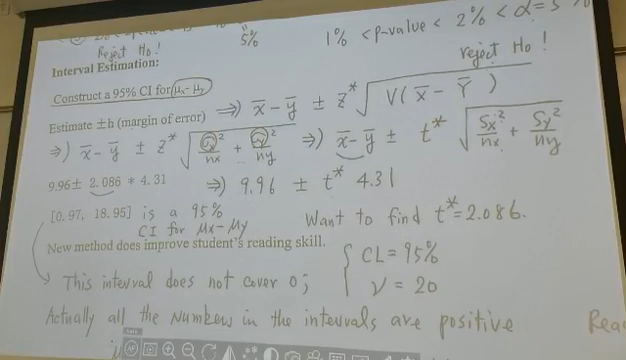 5% 1% < P-value < 2% < α = 5%
Reject Ho! reject Ho!
Interval Estimation:
Construct a 95% CI for μx - μy
⇒) x̄ - ȳ ± z* √V(x̄ - Ȳ)
Estimate ±h (margin of error)
⇒) x̄ - ȳ ± z* √(σx²/nx + σy²/ny) ⇒) x̄ - ȳ ± t* √(Sx²/nx + Sy²/ny)
9.96± 2.086 * 4.31 ⇒) 9.96 ± t* 4.31
[0.97, 18.95] is a 95% Want to find t*=2.086.
CI for μx - μy
New method does improve student's reading skill. { CL = 95%
This interval does not cover 0; ν = 20
Actually all the numbers in the intervals are positive Rea